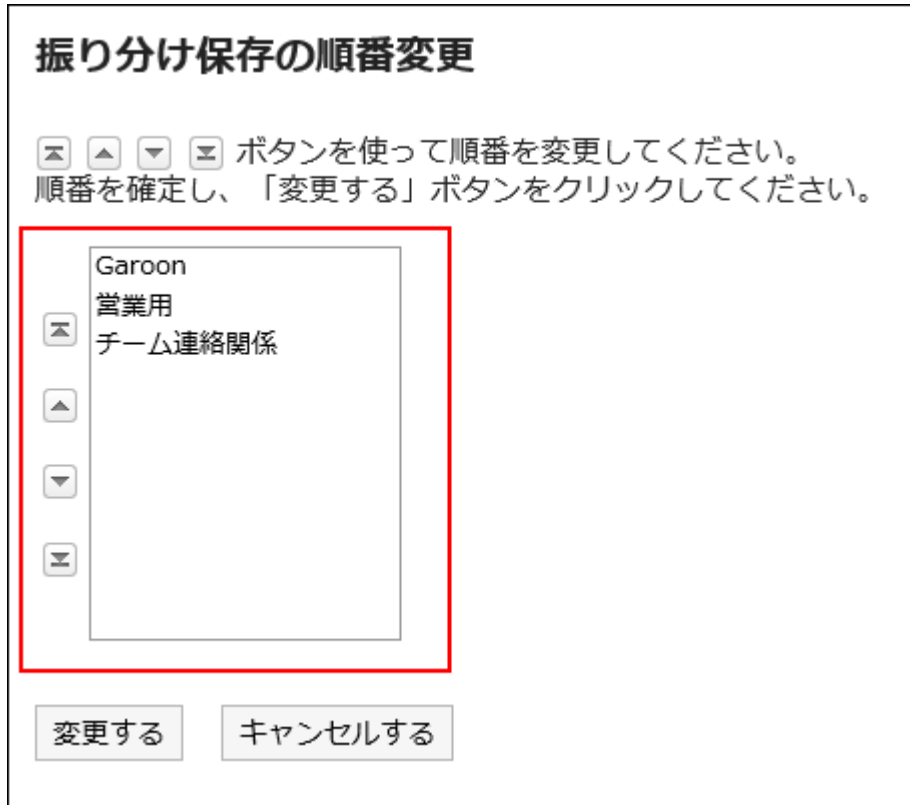 振り分け保存の順番変更
ボタンを使って順番を変更してください。
順番を確定し、「変更する」ボタンをクリックしてください。
Garoon
営業用
チーム連絡関係
変更する
キャンセルする